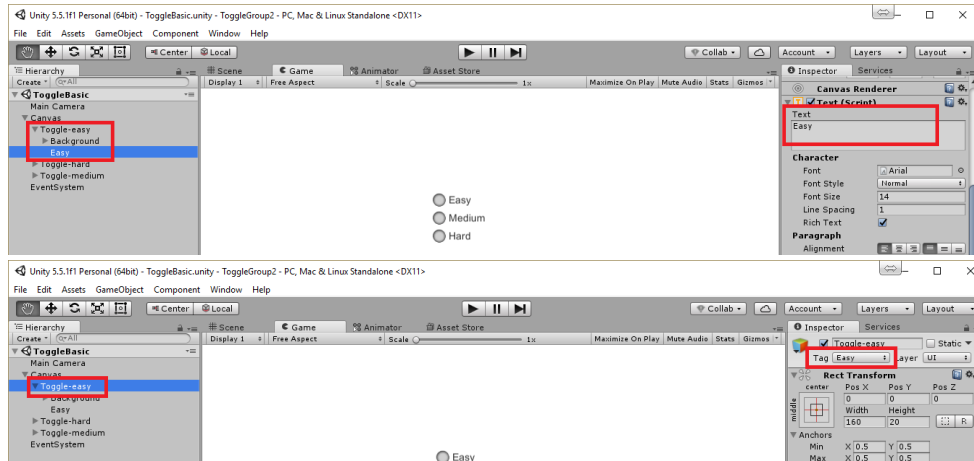 Unity 5.5.1f1 Personal (64bit) - ToggleBasic.unity - ToggleGroup2 - PC, Mac & Linux Standalone <DX11>
File Edit Assets GameObject Component Window Help
Center Local Collab Account Layers Layout
Hierarchy Scene Game Animator Asset Store Inspector Services
Create All Display 1 Free Aspect Scale 1x Maximize On Play Mute Audio Stats Gizmos
Canvas Renderer
ToggleBasic
Text (Script)
Main Camera
Text
Canvas
Easy
Toggle-easy
Background
Easy
Character
Toggle-hard
Font Arial
Toggle-medium
Font Style Normal
EventSystem
Font Size 14
Easy
Line Spacing 1
Medium
Rich Text
Hard
Paragraph
Alignment
Unity 5.5.1f1 Personal (64bit) - ToggleBasic.unity - ToggleGroup2 - PC, Mac & Linux Standalone <DX11>
File Edit Assets GameObject Component Window Help
Center Local Collab Account Layers Layout
Hierarchy Scene Game Animator Asset Store Inspector Services
Create All Display 1 Free Aspect Scale 1x Maximize On Play Mute Audio Stats Gizmos
Toggle-easy Static
ToggleBasic
Tag Easy Layer UI
Main Camera
Canvas
Rect Transform
Toggle-easy
center Pos X Pos Y Pos Z
Background
middle 0 0 0
Easy
Width Height
Toggle-hard
160 20 R
Toggle-medium
Anchors
EventSystem
Min X 0.5 Y 0.5
Easy
Max X 0.5 Y 0.5